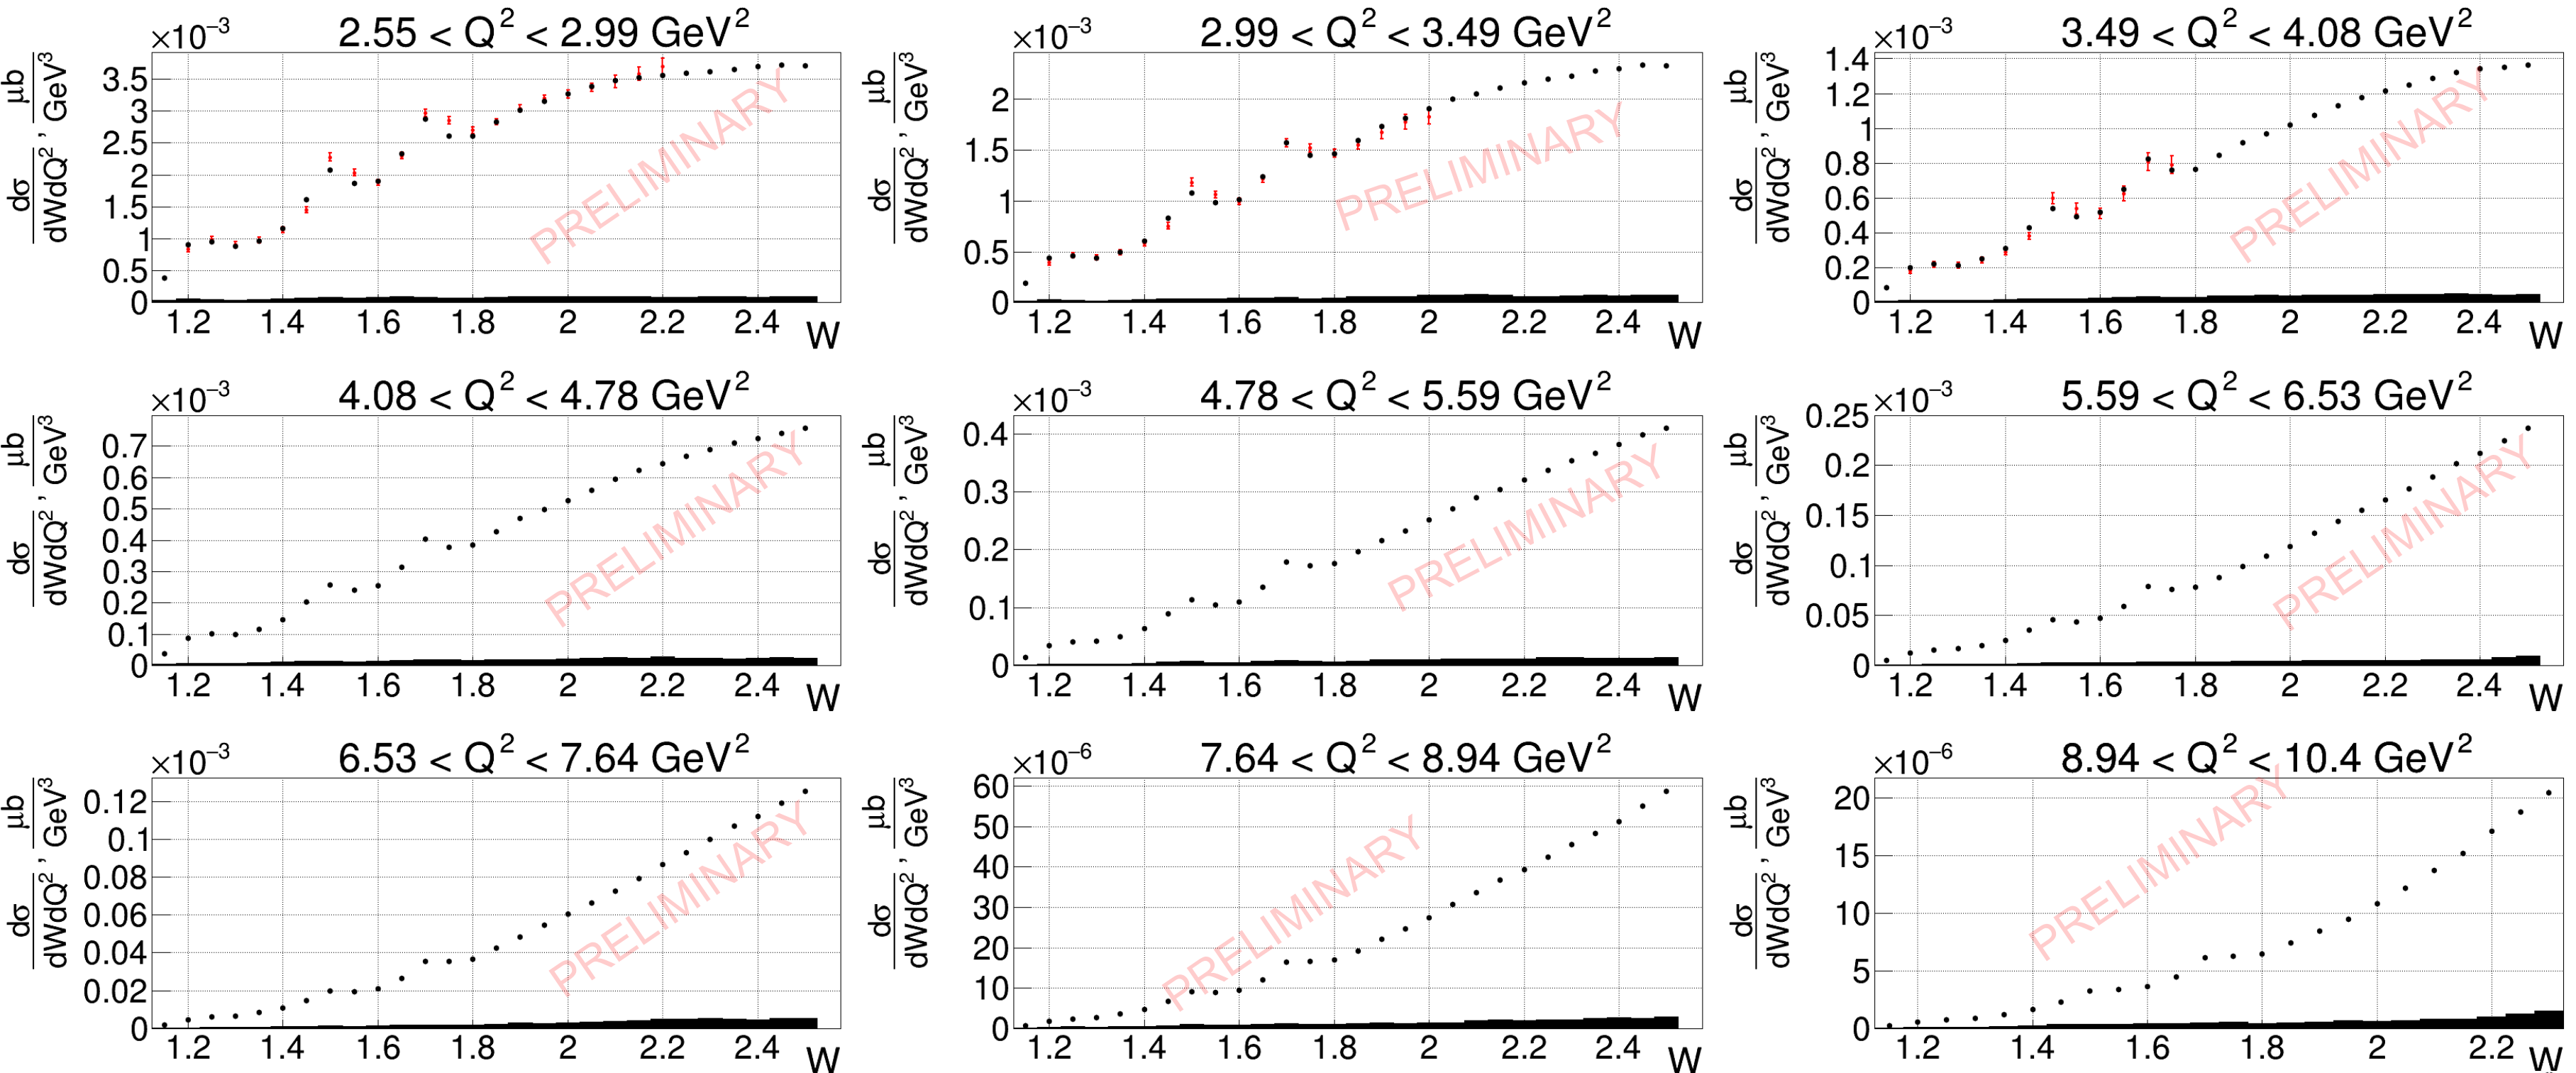 ×10⁻³ 2.55 < Q² < 2.99 GeV²
dσ/dWdQ², μb/GeV³
3.5
3
2.5
2
1.5
1
0.5
0
1.2 1.4 1.6 1.8 2 2.2 2.4 W
PRELIMINARY
×10⁻³ 2.99 < Q² < 3.49 GeV²
dσ/dWdQ², μb/GeV³
2
1.5
1
0.5
0
1.2 1.4 1.6 1.8 2 2.2 2.4 W
PRELIMINARY
×10⁻³ 3.49 < Q² < 4.08 GeV²
dσ/dWdQ², μb/GeV³
1.4
1.2
1
0.8
0.6
0.4
0.2
0
1.2 1.4 1.6 1.8 2 2.2 2.4 W
PRELIMINARY
×10⁻³ 4.08 < Q² < 4.78 GeV²
dσ/dWdQ², μb/GeV³
0.7
0.6
0.5
0.4
0.3
0.2
0.1
0
1.2 1.4 1.6 1.8 2 2.2 2.4 W
PRELIMINARY
×10⁻³ 4.78 < Q² < 5.59 GeV²
dσ/dWdQ², μb/GeV³
0.4
0.3
0.2
0.1
0
1.2 1.4 1.6 1.8 2 2.2 2.4 W
PRELIMINARY
×10⁻³ 5.59 < Q² < 6.53 GeV²
dσ/dWdQ², μb/GeV³
0.25
0.2
0.15
0.1
0.05
0
1.2 1.4 1.6 1.8 2 2.2 2.4 W
PRELIMINARY
×10⁻³ 6.53 < Q² < 7.64 GeV²
dσ/dWdQ², μb/GeV³
0.12
0.1
0.08
0.06
0.04
0.02
0
1.2 1.4 1.6 1.8 2 2.2 2.4 W
PRELIMINARY
×10⁻⁶ 7.64 < Q² < 8.94 GeV²
dσ/dWdQ², μb/GeV³
60
50
40
30
20
10
0
1.2 1.4 1.6 1.8 2 2.2 2.4 W
PRELIMINARY
×10⁻⁶ 8.94 < Q² < 10.4 GeV²
dσ/dWdQ², μb/GeV³
20
15
10
5
0
1.2 1.4 1.6 1.8 2 2.2 W
PRELIMINARY